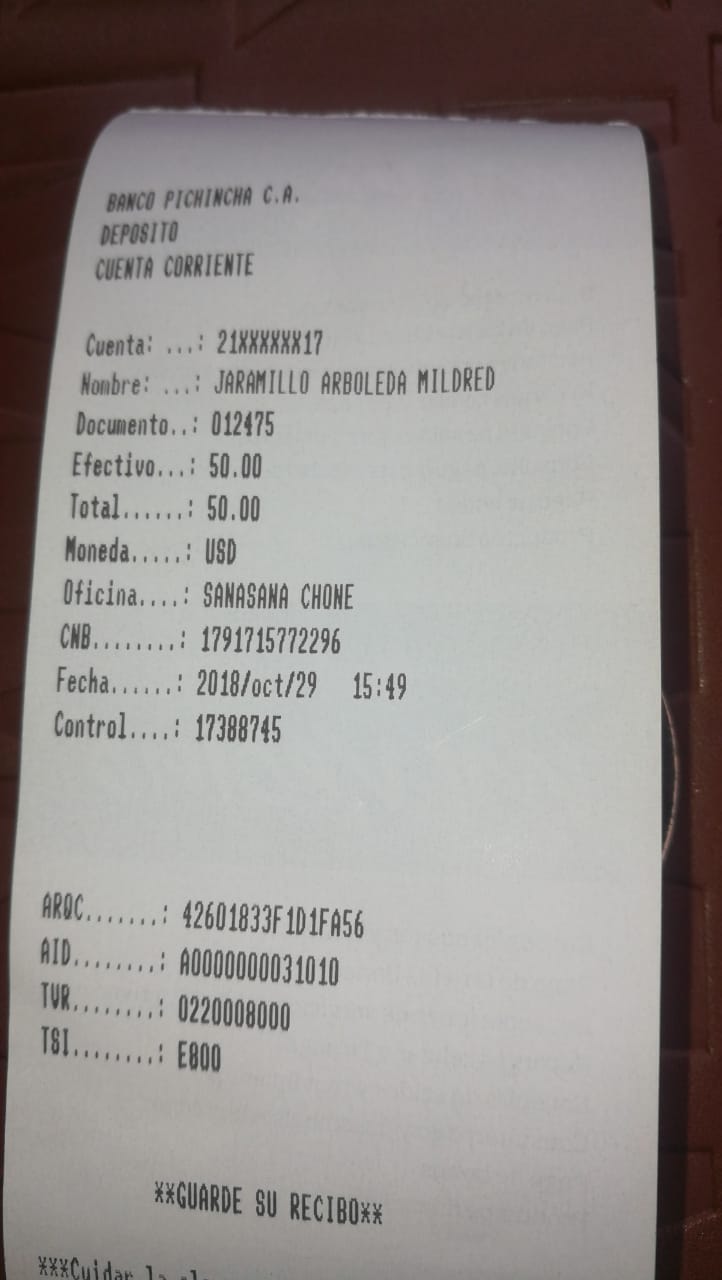 BANCO PICHINCHA C.A.
DEPOSITO
CUENTA CORRIENTE
Cuenta: ...: 21XXXXXX17
Nombre: ...: JARAMILLO ARBOLEDA MILDRED
Documento..: 012475
Efectivo...: 50.00
Total......: 50.00
Moneda.....: USD
Oficina....: SANASANA CHONE
CNB........: 1791715772296
Fecha......: 2018/oct/29 15:49
Control....: 17388745
ARQC.......: 42601833F1D1FA56
AID........: A0000000031010
TVR........: 0220008000
TSI........: E800
**GUARDE SU RECIBO**
***Cuidar la